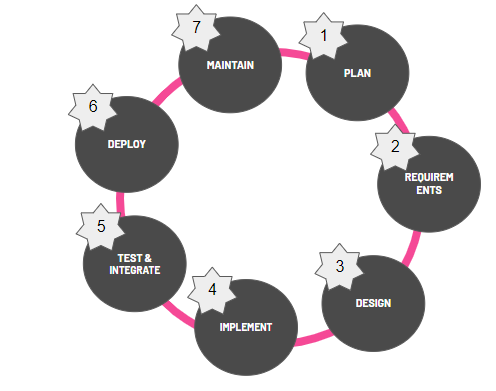 1
PLAN
2
REQUIREM
ENTS
3
DESIGN
4
IMPLEMENT
5
TEST &
INTEGRATE
6
DEPLOY
7
MAINTAIN